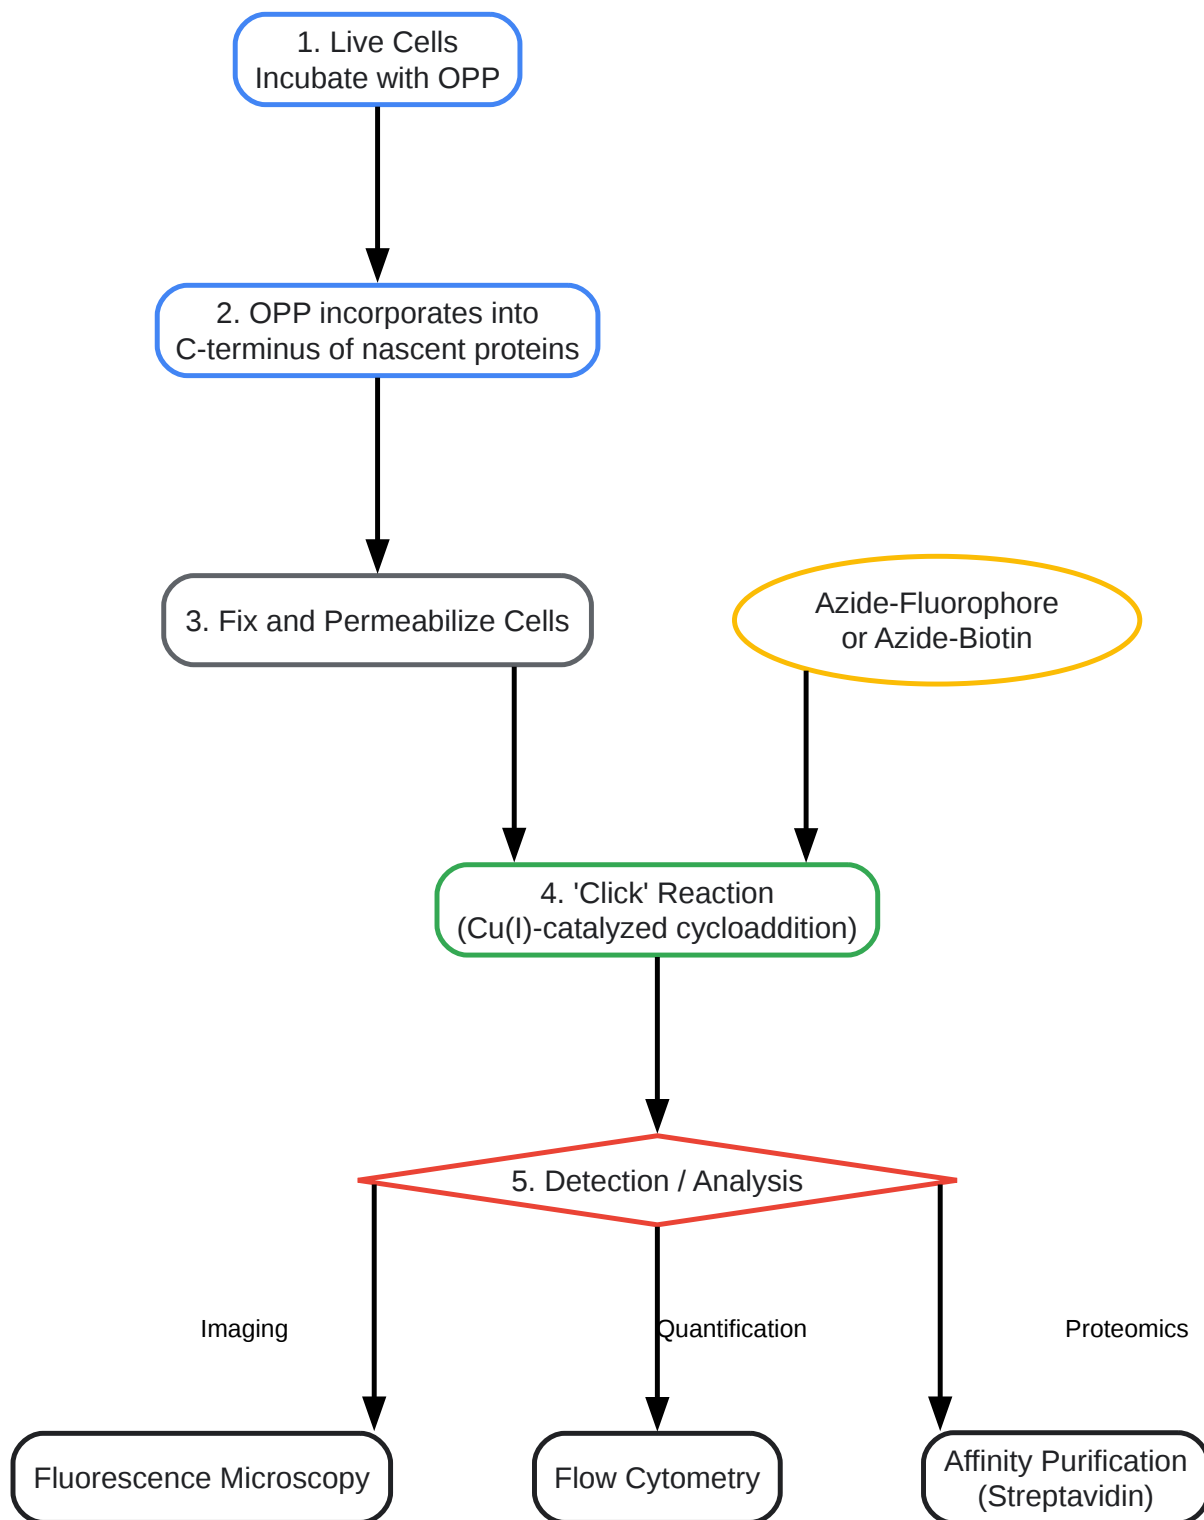 1. Live Cells
Incubate with OPP
2. OPP incorporates into
C-terminus of nascent proteins
3. Fix and Permeabilize Cells
Azide-Fluorophore
or Azide-Biotin
4. 'Click' Reaction
(Cu(I)-catalyzed cycloaddition)
5. Detection / Analysis
Imaging
Quantification
Proteomics
Fluorescence Microscopy
Flow Cytometry
Affinity Purification
(Streptavidin)